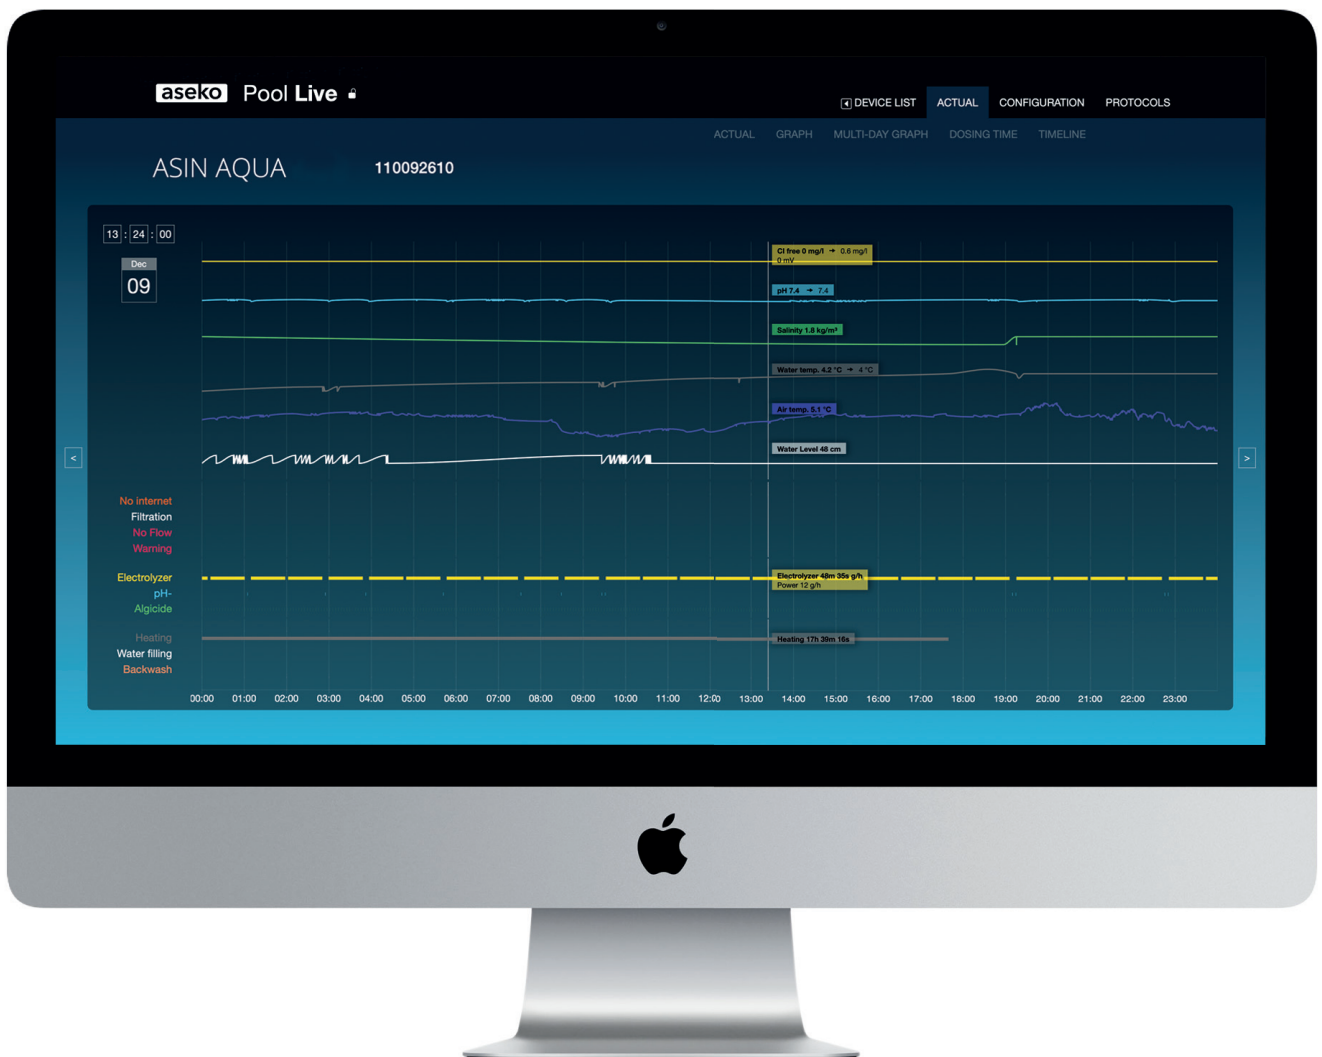 aseko Pool Live
DEVICE LIST ACTUAL CONFIGURATION PROTOCOLS
ACTUAL GRAPH MULTI-DAY GRAPH DOSING TIME TIMELINE
ASIN AQUA 110092610
13 : 24 : 00
Dec
09
Cl free 0 mg/l → 0.6 mg/l
0 mV
pH 7.4 → 7.4
Salinity 1.8 kg/m³
Water temp. 4.2 °C → 4 °C
Air temp. 5.1 °C
Water Level 48 cm
< >
No internet
Filtration
No Flow
Warning
Electrolyzer
Electrolyzer 48m 35s g/h
Power 12 g/h
pH-
Algicide
Heating
Heating 17h 39m 16s
Water filling
Backwash
00:00 01:00 02:00 03:00 04:00 05:00 06:00 07:00 08:00 09:00 10:00 11:00 12:00 13:00 14:00 15:00 16:00 17:00 18:00 19:00 20:00 21:00 22:00 23:00